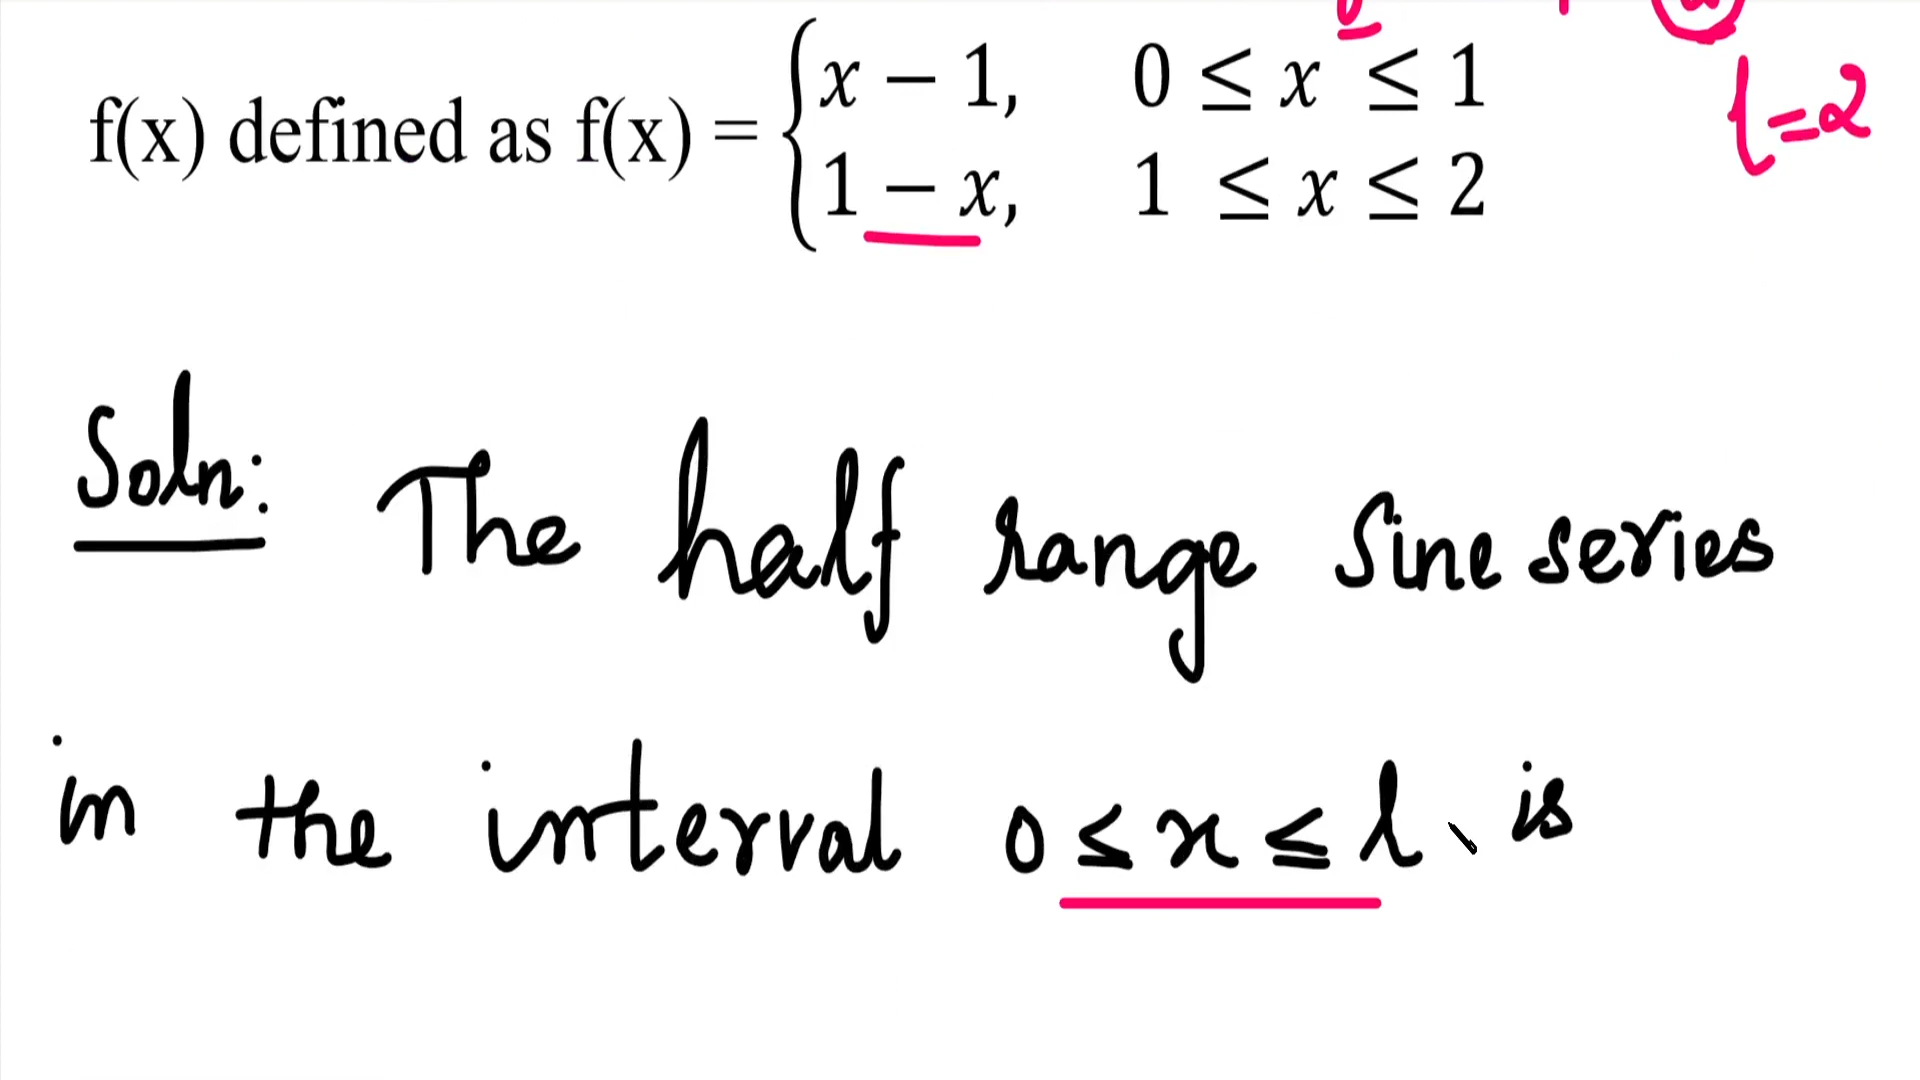 l=2
f(x) defined as f(x) = { x − 1, 0 ≤ x ≤ 1
1 − x, 1 ≤ x ≤ 2
Soln: The half range Sine series
in the interval 0 ≤ x ≤ l is